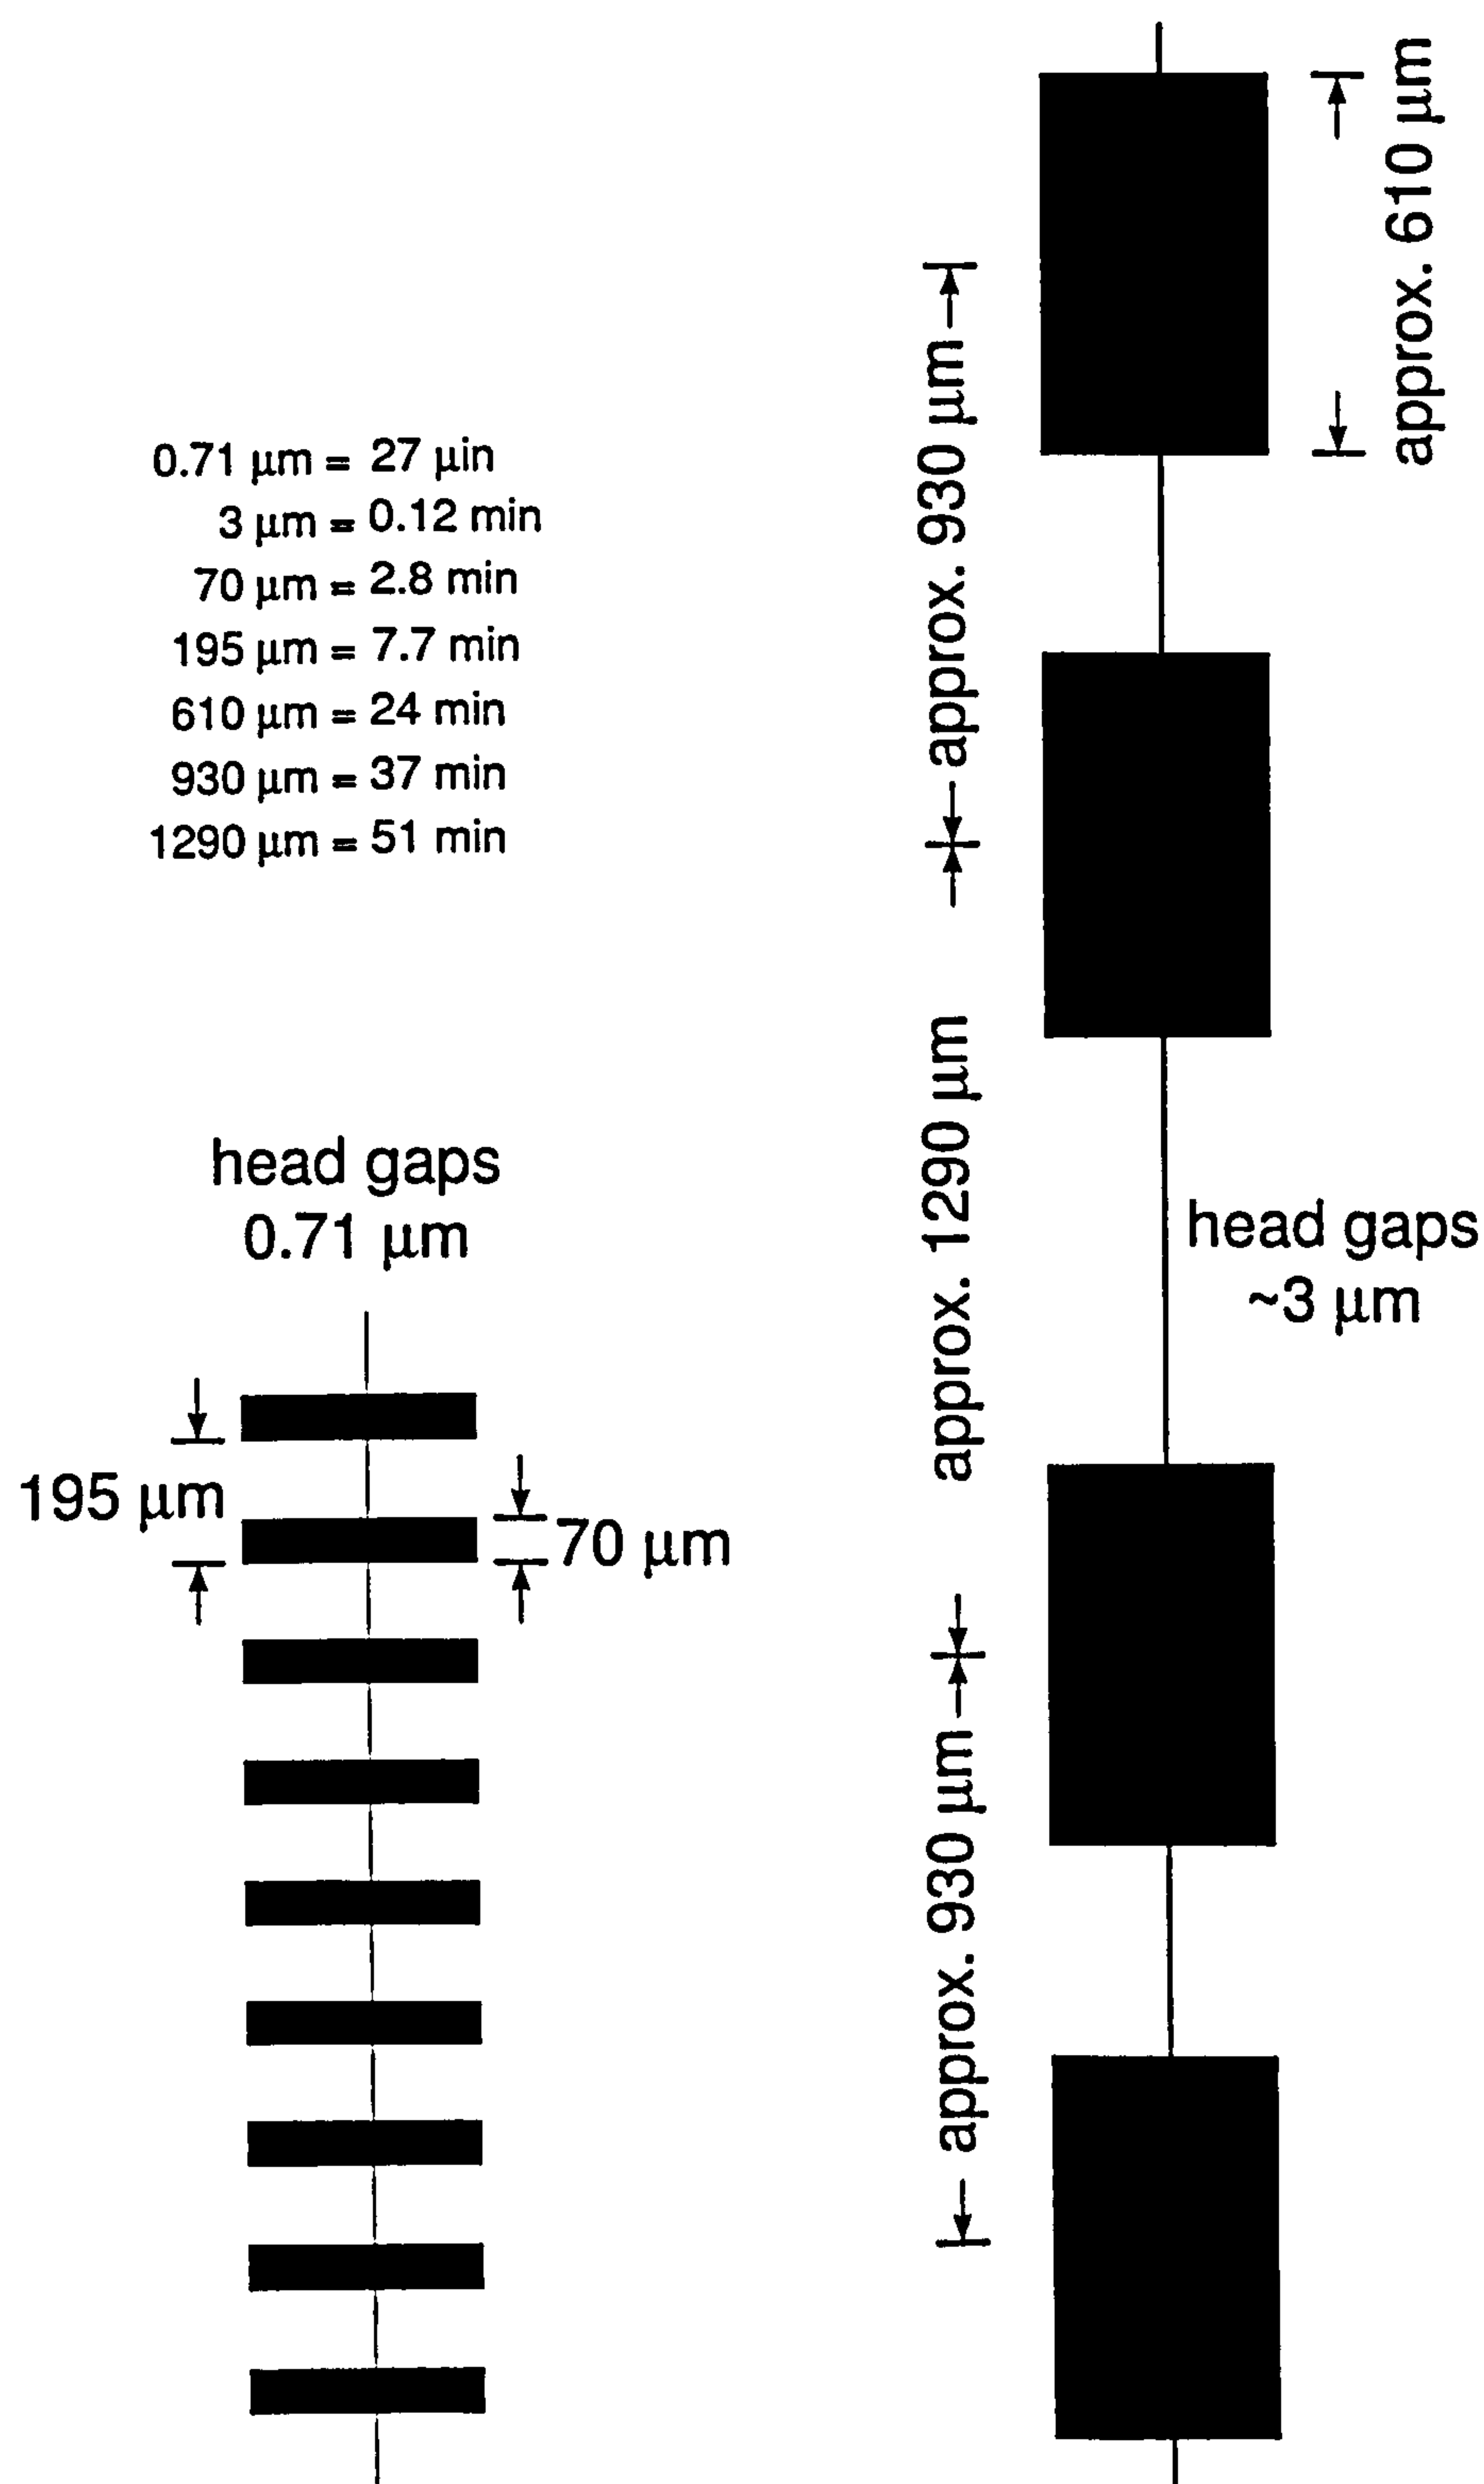 0.71 μm = 27 μin
3 μm = 0.12 min
70 μm = 2.8 min
195 μm = 7.7 min
610 μm = 24 min
930 μm = 37 min
1290 μm = 51 min
head gaps
0.71 μm
195 μm
70 μm
approx. 610 μm
approx. 930 μm
approx. 1290 μm
head gaps
~3 μm
approx. 930 μm